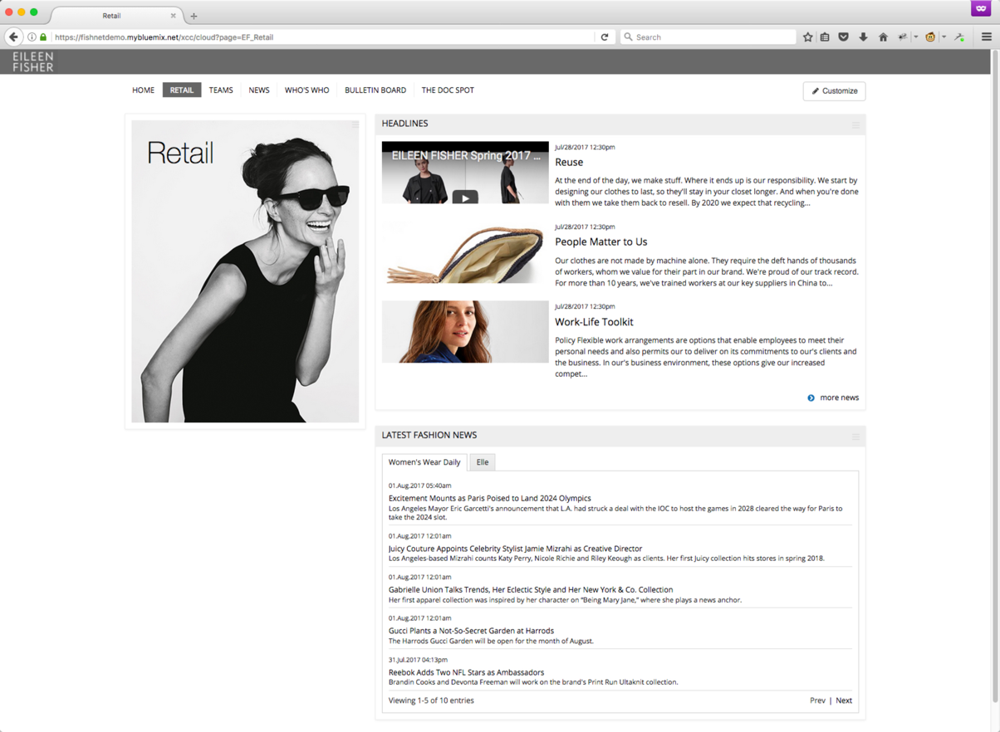 Retail
https://fishnetdemo.mybluemix.net/xcc/cloud?page=EF_Retail
Search
EILEEN
FISHER
HOME
RETAIL
TEAMS
NEWS
WHO'S WHO
BULLETIN BOARD
THE DOC SPOT
Customize
Retail
HEADLINES
EILEEN FISHER Spring 2017 ...
Jul/28/2017 12:30pm
Reuse
At the end of the day, we make stuff. Where it ends up is our responsibility. We start by
designing our clothes to last, so they'll stay in your closet longer. And when you're done
with them we take them back to resell. By 2020 we expect that recycling...
Jul/28/2017 12:30pm
People Matter to Us
Our clothes are not made by machine alone. They require the deft hands of thousands
of workers, whom we value for their part in our brand. We're proud of our track record.
For more than 10 years, we've trained workers at our key suppliers in China to...
Jul/28/2017 12:30pm
Work-Life Toolkit
Policy Flexible work arrangements are options that enable employees to meet their
personal needs and also permits our to deliver on its commitments to our's clients and
the business. In our's business environment, these options give our increased
compet...
more news
LATEST FASHION NEWS
Women's Wear Daily
Elle
01.Aug.2017 05:40am
Excitement Mounts as Paris Poised to Land 2024 Olympics
Los Angeles Mayor Eric Garcetti's announcement that L.A. had struck a deal with the IOC to host the games in 2028 cleared the way for Paris to
take the 2024 slot.
01.Aug.2017 12:01am
Juicy Couture Appoints Celebrity Stylist Jamie Mizrahi as Creative Director
Los Angeles-based Mizrahi counts Katy Perry, Nicole Richie and Riley Keough as clients. Her first Juicy collection hits stores in spring 2018.
01.Aug.2017 12:01am
Gabrielle Union Talks Trends, Her Eclectic Style and Her New York & Co. Collection
Her first apparel collection was inspired by her character on "Being Mary Jane," where she plays a news anchor.
01.Aug.2017 12:01am
Gucci Plants a Not-So-Secret Garden at Harrods
The Harrods Gucci Garden will be open for the month of August.
31.Jul.2017 04:13pm
Reebok Adds Two NFL Stars as Ambassadors
Brandin Cooks and Devonta Freeman will work on the brand's Print Run Ultaknit collection.
Viewing 1-5 of 10 entries
Prev | Next